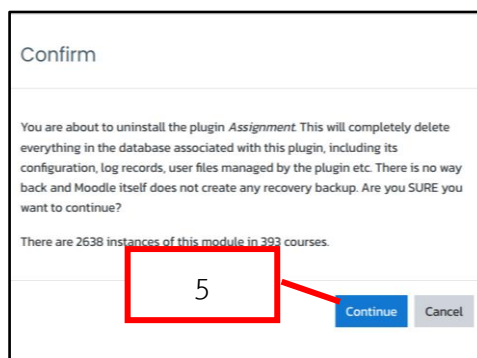 Confirm
You are about to uninstall the plugin Assignment. This will completely delete
everything in the database associated with this plugin, including its
configuration, log records, user files managed by the plugin etc. There is no way
back and Moodle itself does not create any recovery backup. Are you SURE you
want to continue?
There are 2638 instances of this module in 393 courses.
5
Continue Cancel